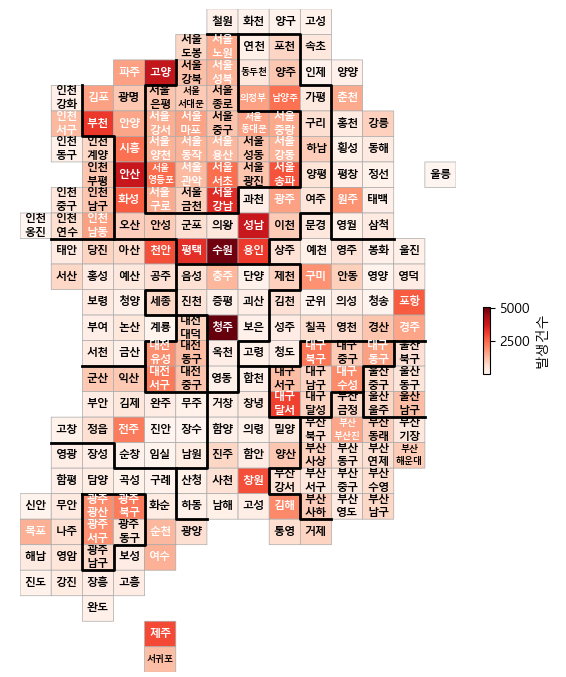 철원 화천 양구 고성
서울 도봉 서울 노원 연천 포천 속초
파주 고양 서울 강북 서울 성북 동두천 양주 인제 양양
인천 강화 김포 광명 서울 은평 서울 서대문 서울 종로 의정부 남양주 가평 춘천
인천 서구 부천 안양 서울 강서 서울 마포 서울 중구 서울 동대문 서울 중랑 구리 홍천 강릉
인천 동구 인천 계양 시흥 서울 양천 서울 동작 서울 용산 서울 성동 서울 강동 하남 횡성 동해
인천 부평 안산 서울 영등포 서울 관악 서울 서초 서울 광진 서울 송파 양평 평창 정선 울릉
인천 중구 인천 남구 화성 서울 구로 서울 금천 서울 강남 과천 광주 여주 원주 태백
인천 옹진 인천 연수 인천 남동 오산 안성 군포 의왕 성남 이천 문경 영월 삼척
태안 당진 아산 천안 평택 수원 용인 상주 예천 영주 봉화 울진
서산 홍성 예산 공주 음성 충주 단양 제천 구미 안동 영양 영덕
보령 청양 세종 진천 증평 괴산 김천 군위 의성 청송 포항
5000
부여 논산 계룡 대전 대덕 청주 보은 성주 칠곡 영천 경산 경주
2500
발생건수
서천 금산 대전 유성 대전 동구 옥천 고령 청도 대구 북구 대구 중구 대구 동구 울산 북구
군산 익산 대전 서구 대전 중구 영동 합천 대구 서구 대구 남구 대구 수성 울산 중구 울산 동구
부안 김제 완주 무주 거창 창녕 대구 달서 대구 달성 부산 금정 울산 울주 울산 남구
고창 정읍 전주 진안 장수 함양 의령 밀양 부산 북구 부산 부산진 부산 동래 부산 기장
영광 장성 순창 임실 남원 진주 함안 양산 부산 사상 부산 동구 부산 연제 부산 해운대
함평 담양 곡성 구례 산청 사천 창원 부산 강서 부산 서구 부산 중구 부산 수영
신안 무안 광주 광산 광주 북구 화순 하동 남해 고성 김해 부산 사하 부산 영도 부산 남구
목포 나주 광주 서구 광주 동구 순천 광양 통영 거제
해남 영암 광주 남구 보성 여수
진도 강진 장흥 고흥
완도
제주
서귀포